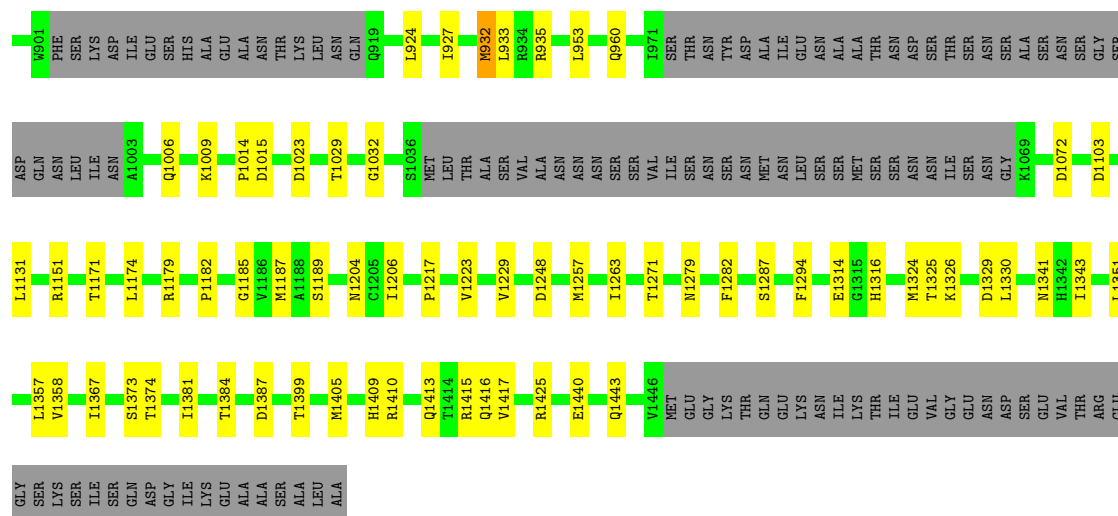 W901 PHE SER LYS ASP ILE GLU SER HIS ALA GLU ALA ASN THR LYS LEU ASN GLN Q919 L924 I927 M932 L933 R934 R935 L953 Q960 I971 SER THR ASN TYR ASP ALA ILE GLU ASN ALA ALA THR ASN ASP SER THR ASN SER ALA SER ASN SER GLY SER
ASP GLN ASN LEU ILE ASN A1003 Q1006 K1009 P1014 D1015 D1023 T1029 G1032 S1036 MET LEU THR ALA SER VAL ALA ASN ASN ASN SER SER VAL ILE SER ASN SER ASN MET ASN LEU SER SER MET SER SER ASN ASN ILE SER ASN GLY K1069 D1072 D1103
L1131 R1151 T1171 L1174 R1179 P1182 G1185 V1186 M1187 A1188 S1189 N1204 C1205 I1206 P1217 V1223 V1229 D1248 M1257 I1263 T1271 N1279 F1282 S1287 F1294 E1314 G1315 H1316 M1324 T1325 K1326 D1329 L1330 N1341 H1342 I1343 L1351
L1357 V1358 I1367 S1373 T1374 I1381 T1384 D1387 T1399 M1405 H1409 R1410 Q1413 T1414 R1415 Q1416 V1417 R1425 E1440 Q1443 V1446 MET GLU GLY LYS THR GLN GLU LYS ASN ILE LYS THR ILE GLU VAL GLY GLU ASN ASP SER GLU VAL THR ARG GLU
GLY SER LYS SER ILE SER GLN ASP GLY ILE LYS GLU ALA ALA SER ALA LEU ALA